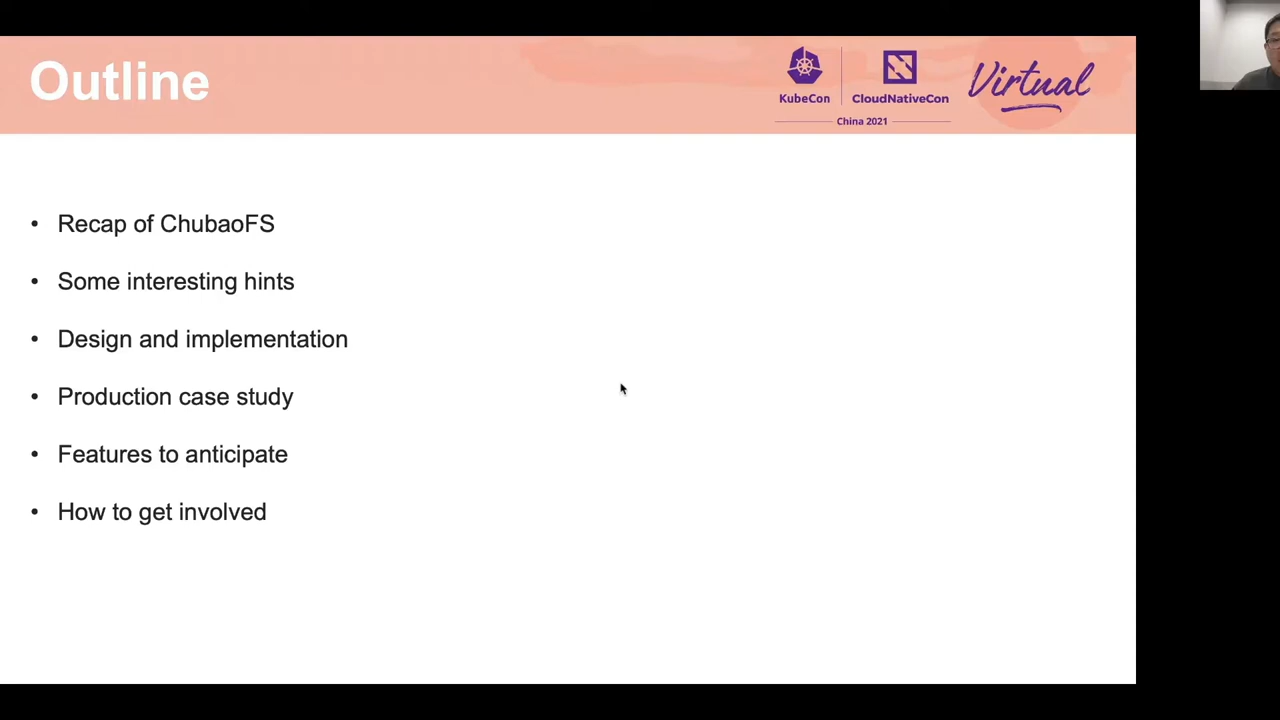 Outline
KubeCon
CloudNativeCon
China 2021
Virtual
• Recap of ChubaoFS
• Some interesting hints
• Design and implementation
• Production case study
• Features to anticipate
• How to get involved